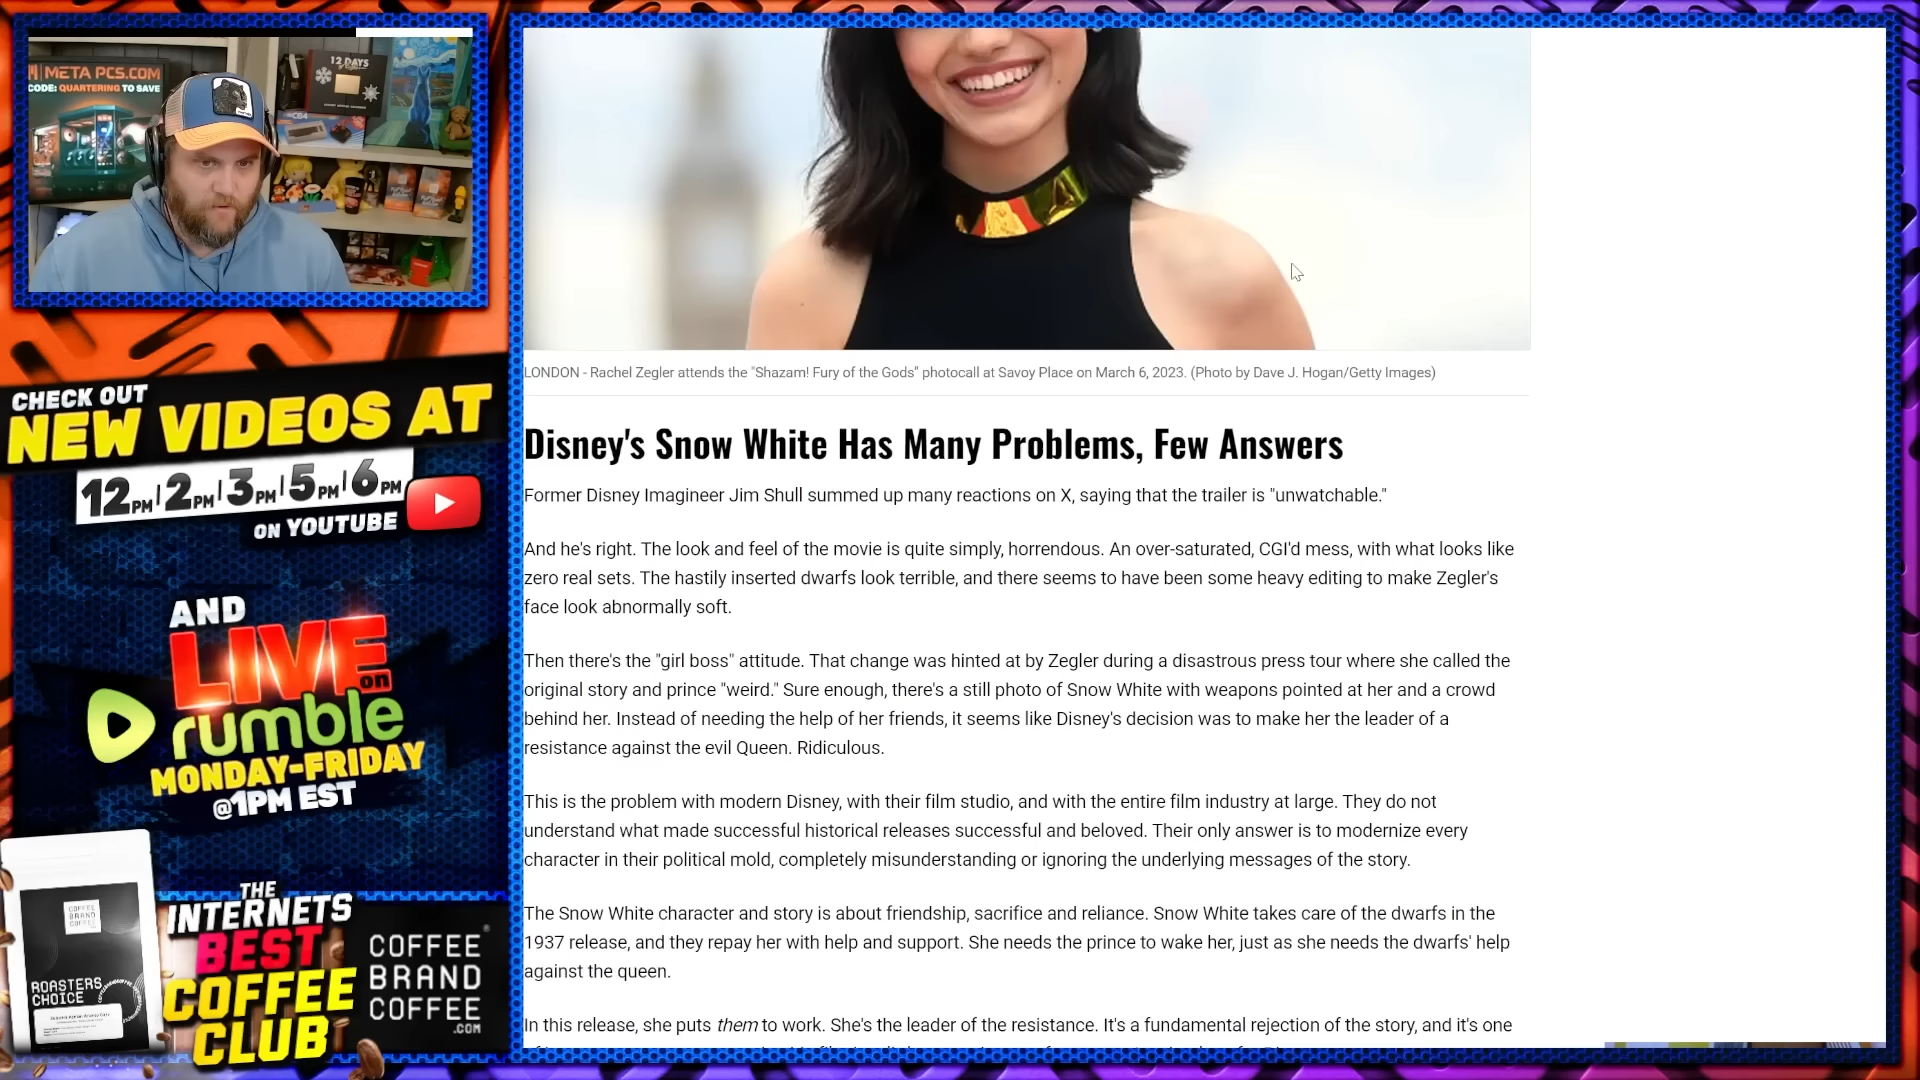 META PCS.COM
CODE: QUARTERING TO SAVE
12 DAYS
C64
CHECK OUT
NEW VIDEOS AT
12PM | 2PM | 3PM | 5PM | 6PM
ON YOUTUBE
AND
LIVE
on
rumble
MONDAY-FRIDAY
@1PM EST
THE
INTERNETS
BEST
COFFEE
CLUB
COFFEE
BRAND
COFFEE
.COM
COFFEE
BRAND
COFFEE
ROASTERS
CHOICE
LONDON - Rachel Zegler attends the "Shazam! Fury of the Gods" photocall at Savoy Place on March 6, 2023. (Photo by Dave J. Hogan/Getty Images)
Disney's Snow White Has Many Problems, Few Answers
Former Disney Imagineer Jim Shull summed up many reactions on X, saying that the trailer is "unwatchable."
And he's right. The look and feel of the movie is quite simply, horrendous. An over-saturated, CGI'd mess, with what looks like
zero real sets. The hastily inserted dwarfs look terrible, and there seems to have been some heavy editing to make Zegler's
face look abnormally soft.
Then there's the "girl boss" attitude. That change was hinted at by Zegler during a disastrous press tour where she called the
original story and prince "weird." Sure enough, there's a still photo of Snow White with weapons pointed at her and a crowd
behind her. Instead of needing the help of her friends, it seems like Disney's decision was to make her the leader of a
resistance against the evil Queen. Ridiculous.
This is the problem with modern Disney, with their film studio, and with the entire film industry at large. They do not
understand what made successful historical releases successful and beloved. Their only answer is to modernize every
character in their political mold, completely misunderstanding or ignoring the underlying messages of the story.
The Snow White character and story is about friendship, sacrifice and reliance. Snow White takes care of the dwarfs in the
1937 release, and they repay her with help and support. She needs the prince to wake her, just as she needs the dwarfs' help
against the queen.
In this release, she puts them to work. She's the leader of the resistance. It's a fundamental rejection of the story, and it's one